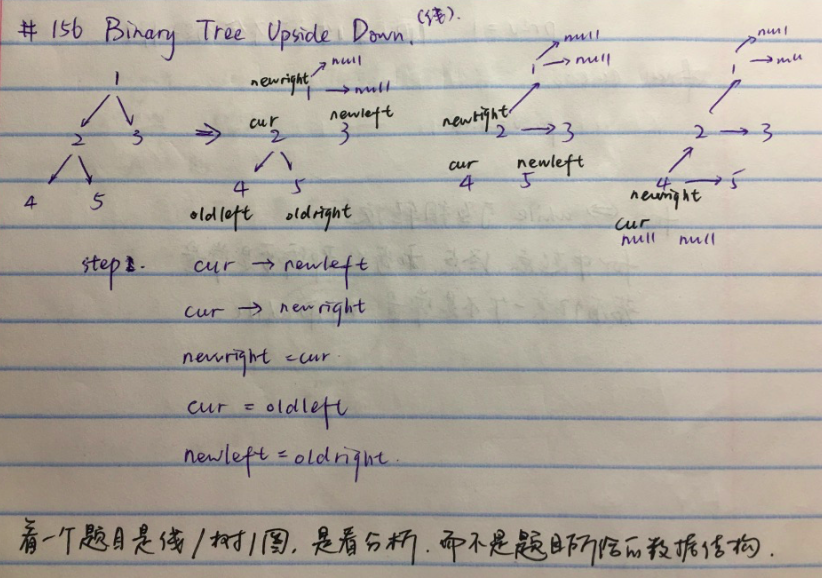 # 156 Binary Tree Upside Down. (线).
1 newright null 1 null null 1 null null 1 null
cur newleft
2 3 ⇒ 2 3 newright 2 → 3 2 → 3
cur newleft
4 5 4 5 4 5 4 → 5
oldleft oldright newright
cur
null null
step: cur → newleft
cur → newright
newright = cur.
cur = oldleft
newleft = oldright.
看一个题目是线/树/图, 是看分析. 而不是题目所给的数据结构.